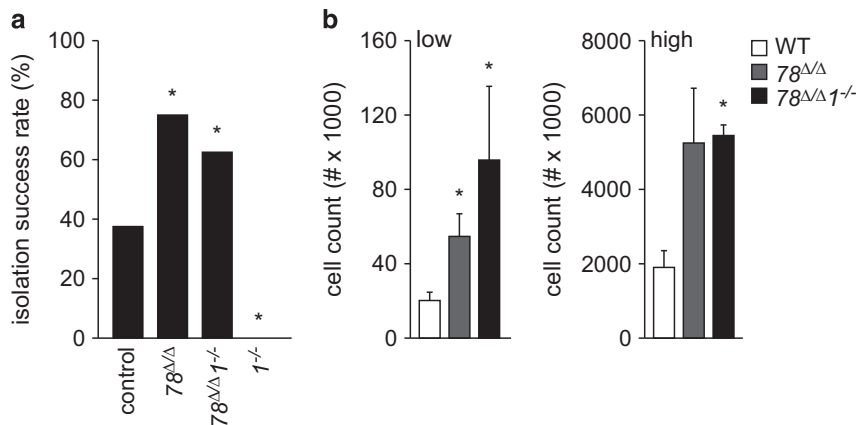 a
isolation success rate (%)
100
80
60
40
20
0
*
*
*
control
78Δ/Δ
78Δ/Δ1-/-
1-/-
b
low
cell count (# x 1000)
160
120
80
40
0
*
*
high
cell count (# x 1000)
8000
6000
4000
2000
0
*
WT
78Δ/Δ
78Δ/Δ1-/-